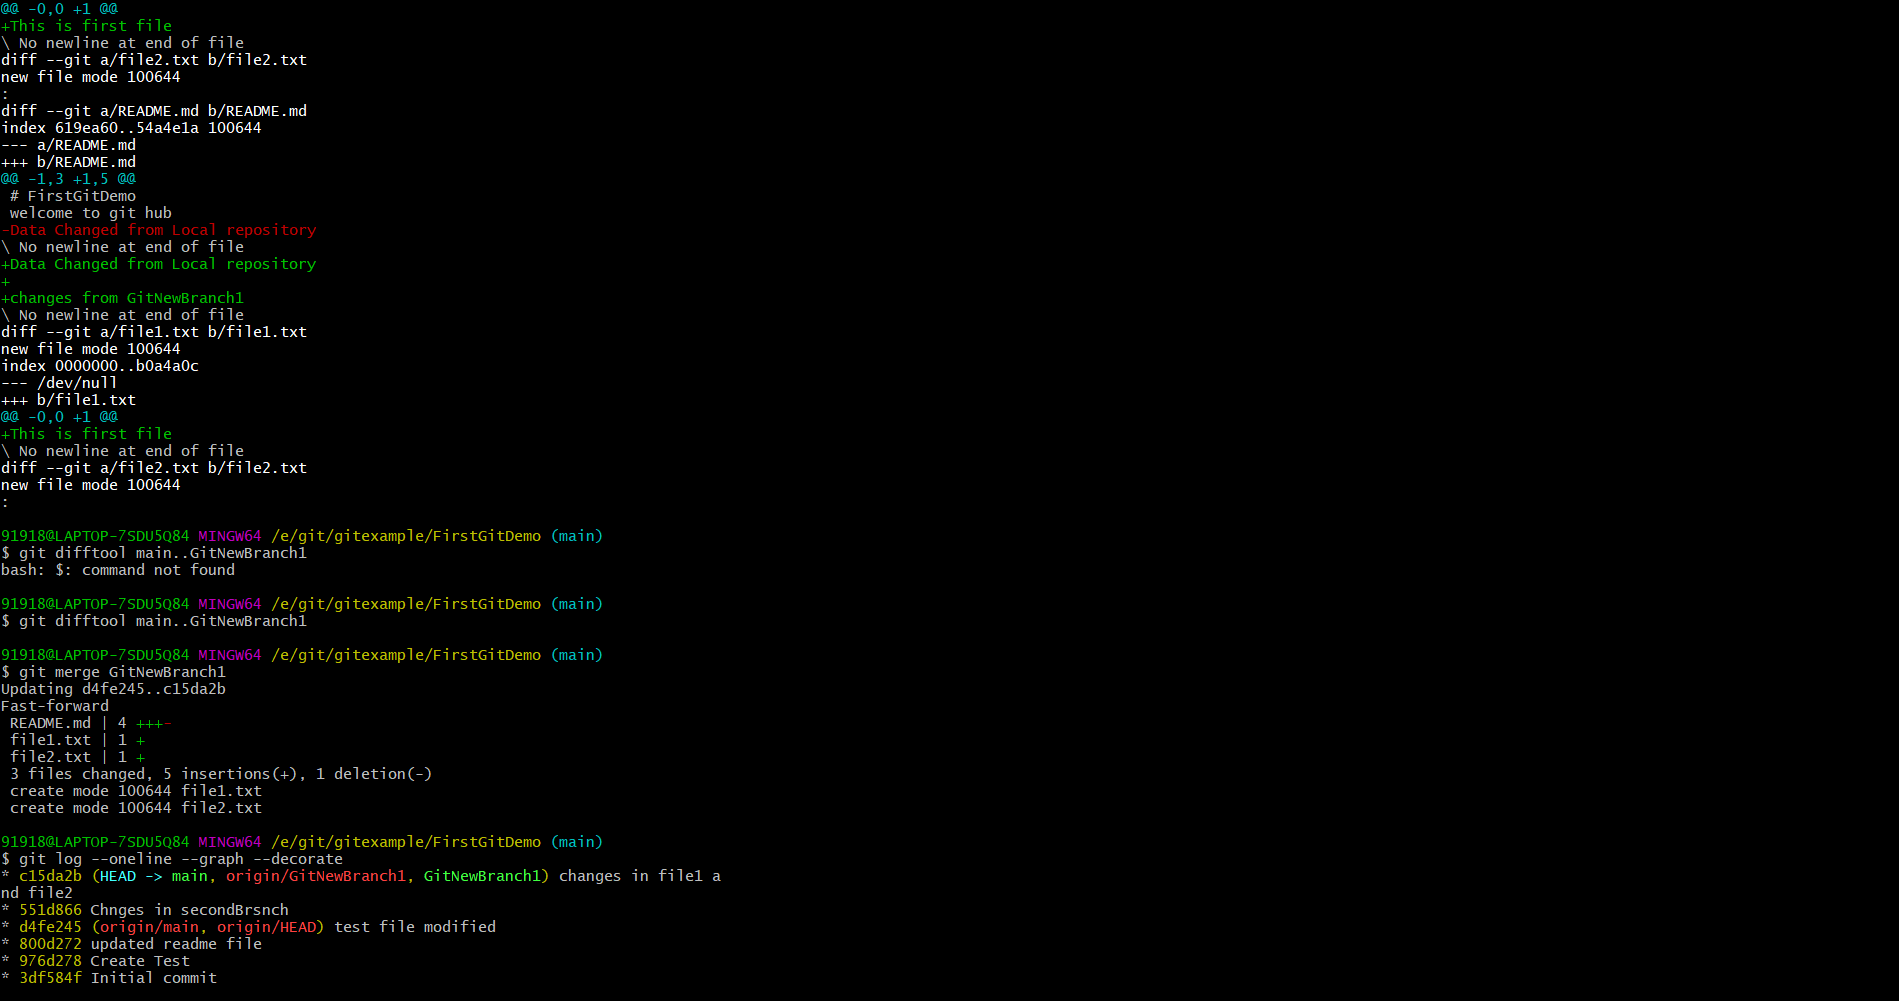 @@ -0,0 +1 @@
+This is first file
\ No newline at end of file
diff --git a/file2.txt b/file2.txt
new file mode 100644
:
diff --git a/README.md b/README.md
index 619ea60..54a4e1a 100644
--- a/README.md
+++ b/README.md
@@ -1,3 +1,5 @@
 # FirstGitDemo
 welcome to git hub
-Data Changed from Local repository
\ No newline at end of file
+Data Changed from Local repository
+
+changes from GitNewBranch1
\ No newline at end of file
diff --git a/file1.txt b/file1.txt
new file mode 100644
index 0000000..b0a4a0c
--- /dev/null
+++ b/file1.txt
@@ -0,0 +1 @@
+This is first file
\ No newline at end of file
diff --git a/file2.txt b/file2.txt
new file mode 100644
:
91918@LAPTOP-7SDU5Q84 MINGW64 /e/git/gitexample/FirstGitDemo (main)
$ git difftool main..GitNewBranch1
bash: $: command not found
91918@LAPTOP-7SDU5Q84 MINGW64 /e/git/gitexample/FirstGitDemo (main)
$ git difftool main..GitNewBranch1
91918@LAPTOP-7SDU5Q84 MINGW64 /e/git/gitexample/FirstGitDemo (main)
$ git merge GitNewBranch1
Updating d4fe245..c15da2b
Fast-forward
 README.md | 4 +++-
 file1.txt | 1 +
 file2.txt | 1 +
 3 files changed, 5 insertions(+), 1 deletion(-)
 create mode 100644 file1.txt
 create mode 100644 file2.txt
91918@LAPTOP-7SDU5Q84 MINGW64 /e/git/gitexample/FirstGitDemo (main)
$ git log --oneline --graph --decorate
* c15da2b (HEAD -> main, origin/GitNewBranch1, GitNewBranch1) changes in file1 a
nd file2
* 551d866 Chnges in secondBrsnch
* d4fe245 (origin/main, origin/HEAD) test file modified
* 800d272 updated readme file
* 976d278 Create Test
* 3df584f Initial commit